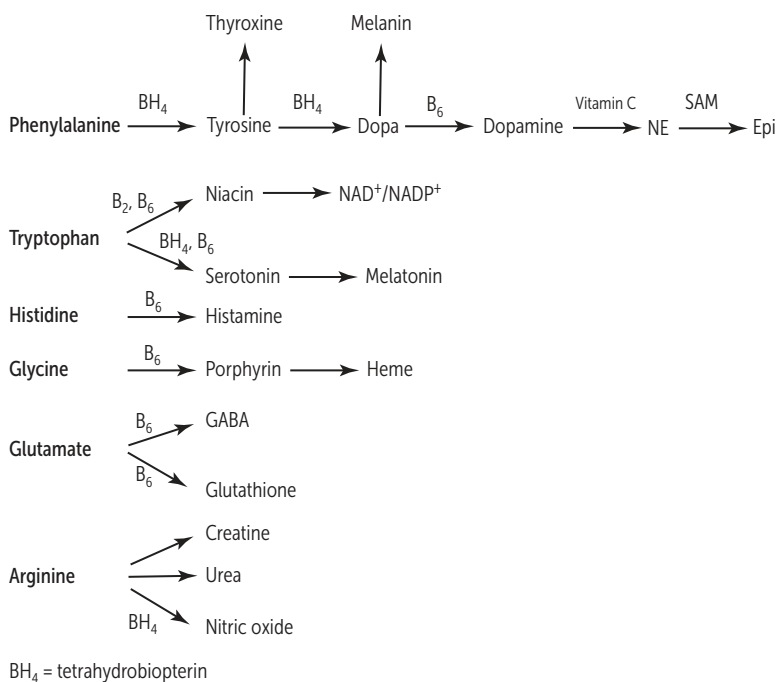 Thyroxine Melanin
BH₄ BH₄ B₆ Vitamin C SAM
Phenylalanine Tyrosine Dopa Dopamine NE Epi
B₂, B₆ Niacin NAD⁺/NADP⁺
Tryptophan
BH₄, B₆
Serotonin Melatonin
B₆
Histidine Histamine
B₆
Glycine Porphyrin Heme
B₆ GABA
Glutamate
B₆
Glutathione
Creatine
Arginine Urea
BH₄ Nitric oxide
BH₄ = tetrahydrobiopterin